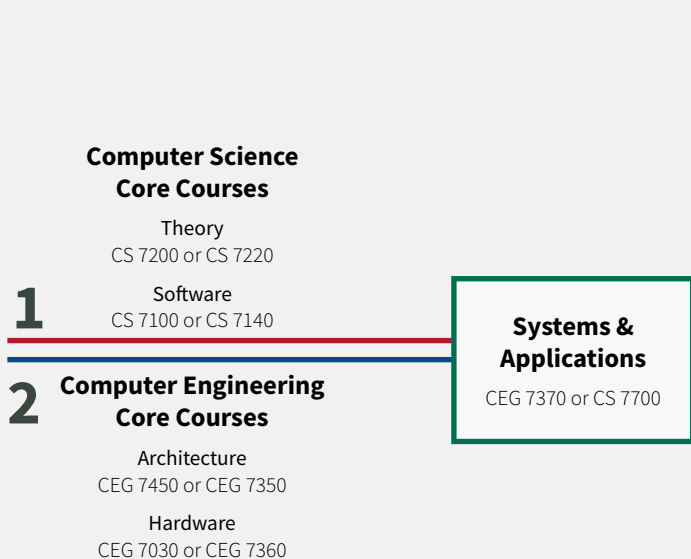 Computer Science
Core Courses
Theory
CS 7200 or CS 7220
Software
CS 7100 or CS 7140
1
2
Computer Engineering
Core Courses
Architecture
CEG 7450 or CEG 7350
Hardware
CEG 7030 or CEG 7360
Systems &
Applications
CEG 7370 or CS 7700